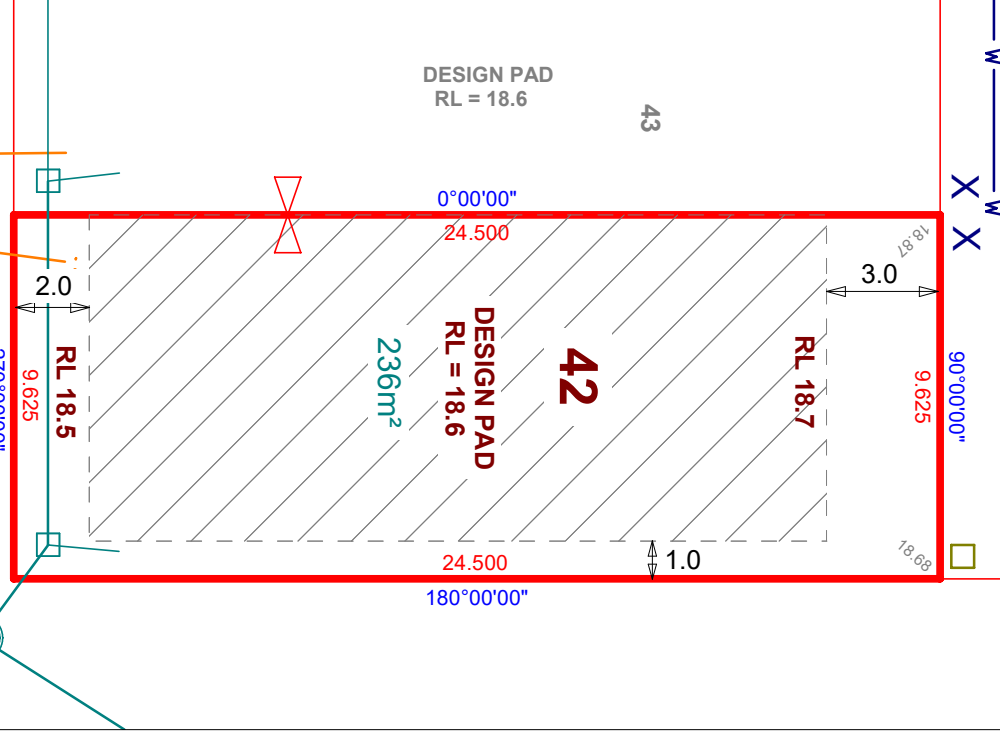 DESIGN PAD
RL = 18.6
43
W
W
X
X
0°00'00"
24.500
18.87
2.0
3.0
RL 18.5
9.625
236m²
DESIGN PAD
RL = 18.6
42
RL 18.7
9.625
90°00'00"
24.500
1.0
18.68
180°00'00"